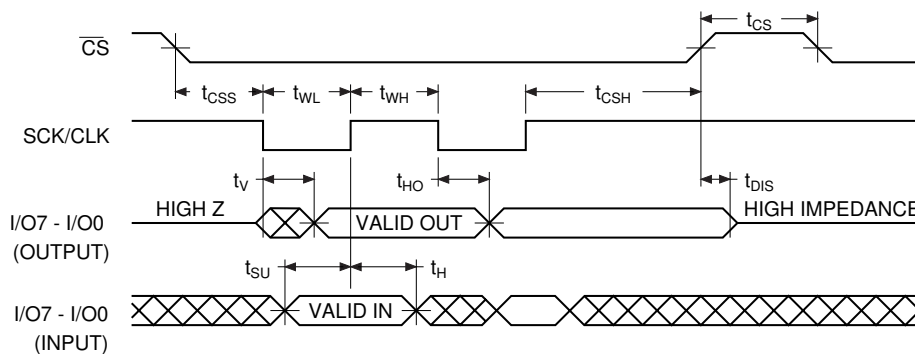 CS
tCS
tCSS
tWL
tWH
tCSH
SCK/CLK
tV
tHO
tDIS
I/O7 - I/O0
(OUTPUT)
HIGH Z
VALID OUT
HIGH IMPEDANCE
tSU
tH
I/O7 - I/O0
(INPUT)
VALID IN